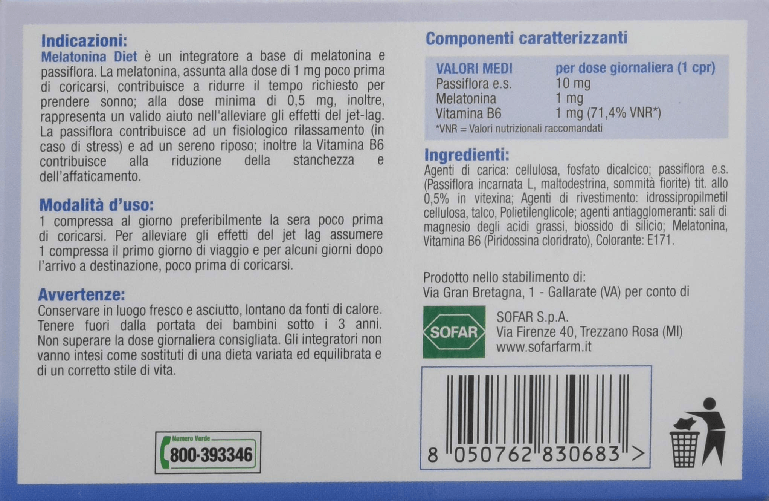 Indicazioni:
Melatonina Diet è un integratore a base di melatonina e
passiflora. La melatonina, assunta alla dose di 1 mg poco prima
di coricarsi, contribuisce a ridurre il tempo richiesto per
prendere sonno; alla dose minima di 0,5 mg, inoltre,
rappresenta un valido aiuto nell'alleviare gli effetti del jet-lag.
La passiflora contribuisce ad un fisiologico rilassamento (in
caso di stress) e ad un sereno riposo; inoltre la Vitamina B6
contribuisce alla riduzione della stanchezza e
dell'affaticamento.
Modalità d'uso:
1 compressa al giorno preferibilmente la sera poco prima
di coricarsi. Per alleviare gli effetti del jet lag assumere
1 compressa il primo giorno di viaggio e per alcuni giorni dopo
l'arrivo a destinazione, poco prima di coricarsi.
Avvertenze:
Conservare in luogo fresco e asciutto, lontano da fonti di calore.
Tenere fuori dalla portata dei bambini sotto i 3 anni.
Non superare la dose giornaliera consigliata. Gli integratori non
vanno intesi come sostituti di una dieta variata ed equilibrata e
di un corretto stile di vita.
Numero Verde
800-393346
Componenti caratterizzanti
VALORI MEDI per dose giornaliera (1 cpr)
Passiflora e.s. 10 mg
Melatonina 1 mg
Vitamina B6 1 mg (71,4% VNR*)
*VNR = Valori nutrizionali raccomandati
Ingredienti:
Agenti di carica: cellulosa, fosfato dicalcico; passiflora e.s.
(Passiflora incarnata L, maltodestrina, sommità fiorite) tit. allo
0,5% in vitexina; Agenti di rivestimento: idrossipropilmetil
cellulosa, talco, Polietilenglicole; agenti antiagglomeranti: sali di
magnesio degli acidi grassi, biossido di silicio; Melatonina,
Vitamina B6 (Piridossina cloridrato), Colorante: E171.
Prodotto nello stabilimento di:
Via Gran Bretagna, 1 - Gallarate (VA) per conto di
SOFAR
SOFAR S.p.A.
Via Firenze 40, Trezzano Rosa (MI)
www.sofarfarm.it
8 050762 830683 >